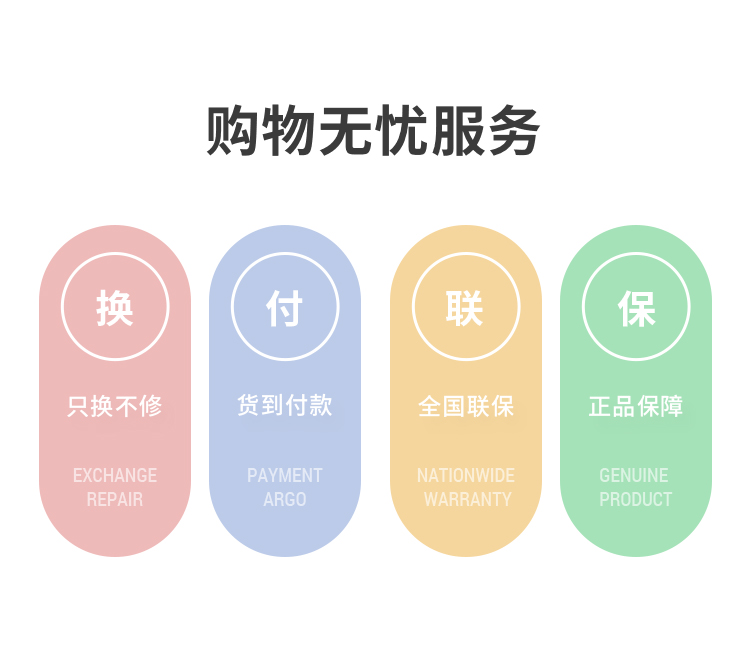 购物无忧服务
换
只换不修
EXCHANGE
REPAIR
付
货到付款
PAYMENT
ARGO
联
全国联保
NATIONWIDE
WARRANTY
保
正品保障
GENUINE
PRODUCT